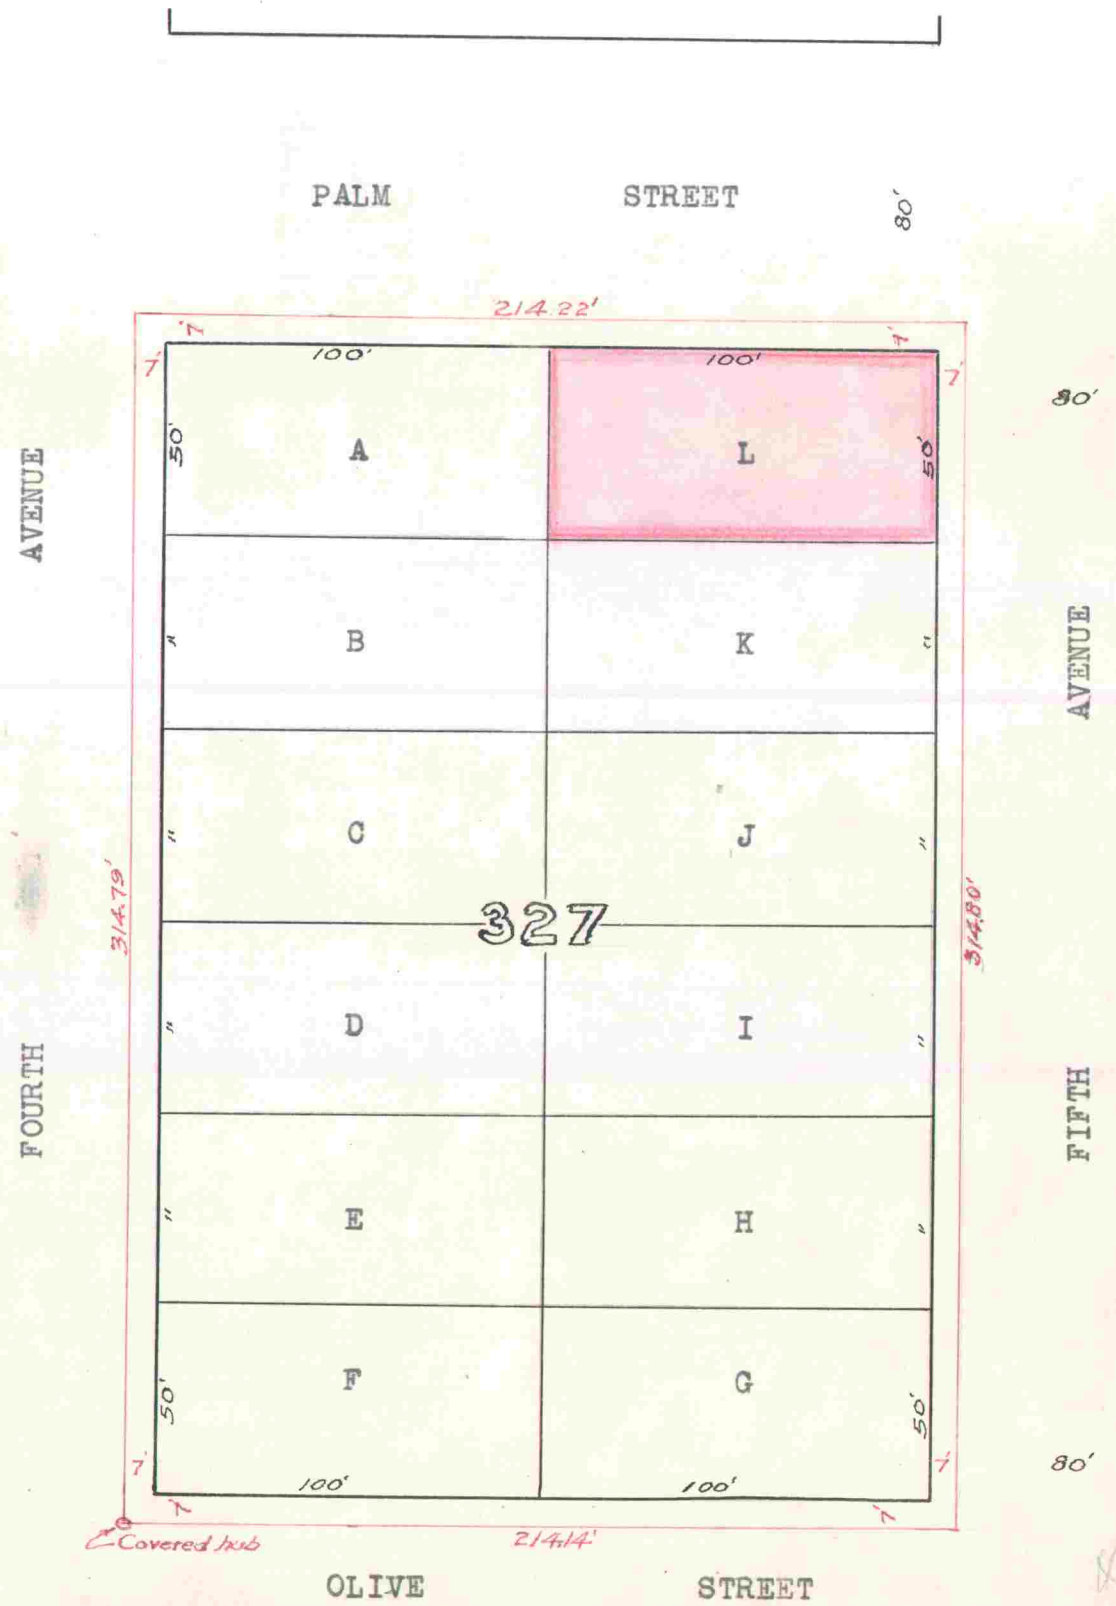 PALM STREET
80'
214.22'
7' 7'
7' 7'
100' 100'
80'
50' A L 50'
AVENUE
" B K "
AVENUE
" C J "
314.79' 314.80'
327
" D I "
FOURTH
FIFTH
" E H "
F G
50' 50'
7' 7'
80'
100' 100'
7' 7'
Covered hub
214.14'
OLIVE STREET